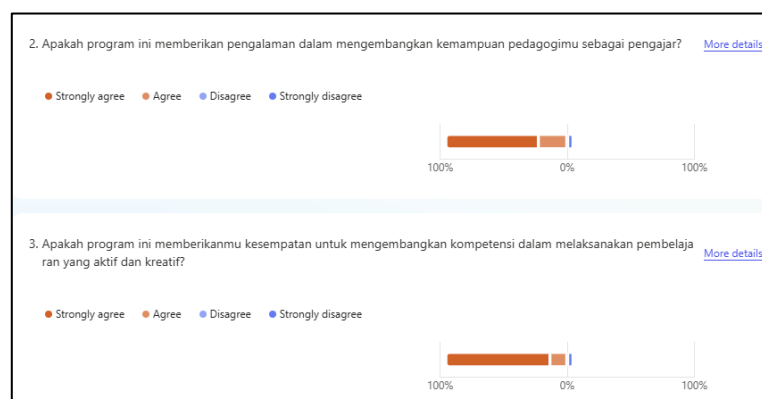 2. Apakah program ini memberikan pengalaman dalam mengembangkan kemampuan pedagogimu sebagai pengajar? More details
Strongly agree Agree Disagree Strongly disagree
100% 0% 100%
3. Apakah program ini memberikanmu kesempatan untuk mengembangkan kompetensi dalam melaksanakan pembelaja
ran yang aktif dan kreatif? More details
Strongly agree Agree Disagree Strongly disagree
100% 0% 100%